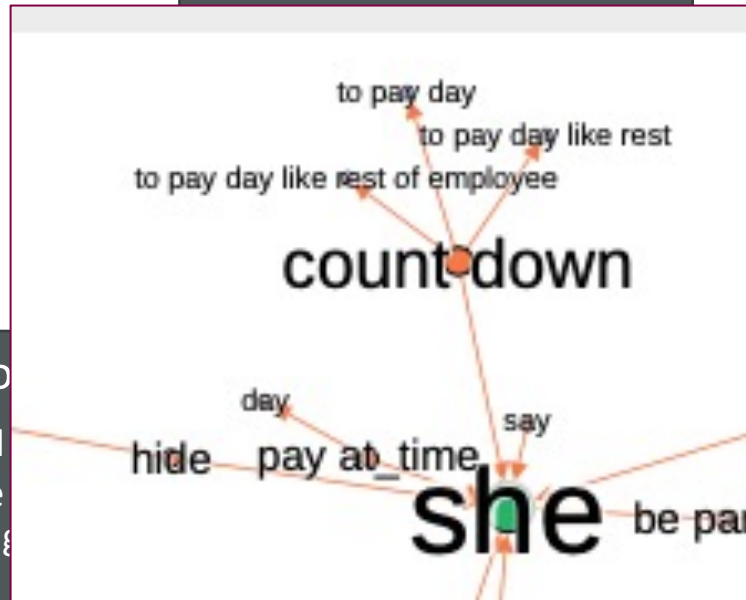 to pay day
to pay day like rest
to pay day like rest of employee
count down
day
say
hide
pay at_time
she
be par